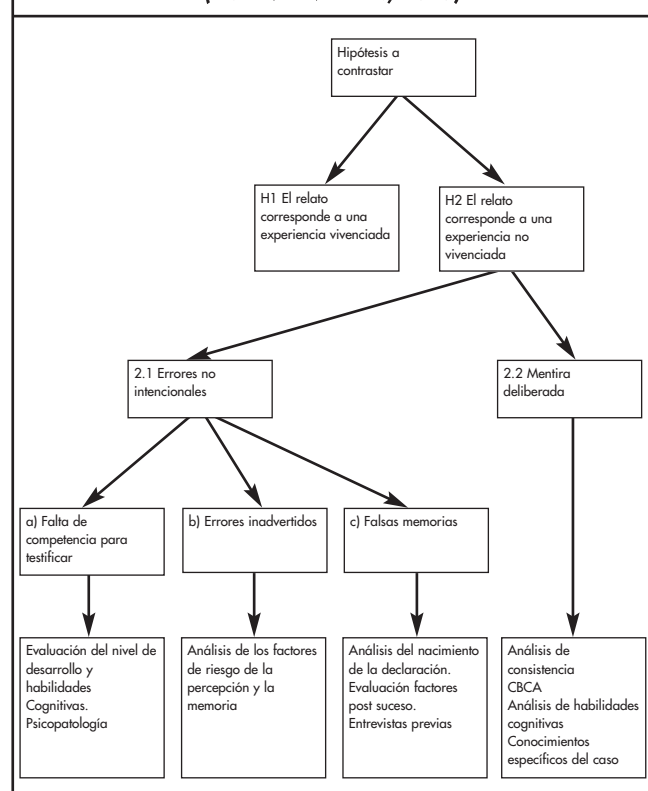 Hipótesis a
contrastar
H1 El relato
corresponde a una
experiencia vivenciada
H2 El relato
corresponde a una
experiencia no
vivenciada
2.1 Errores no
intencionales
2.2 Mentira
deliberada
a) Falta de
competencia para
testificar
b) Errores inadvertidos
c) Falsas memorias
Evaluación del nivel de
desarrollo y
habilidades
Cognitivas.
Psicopatología
Análisis de los factores
de riesgo de la
percepción y la
memoria
Análisis del nacimiento
de la declaración.
Evaluación factores
post suceso.
Entrevistas previas
Análisis de
consistencia
CBCA
Análisis de habilidades
cognitivas
Conocimientos
específicos del caso